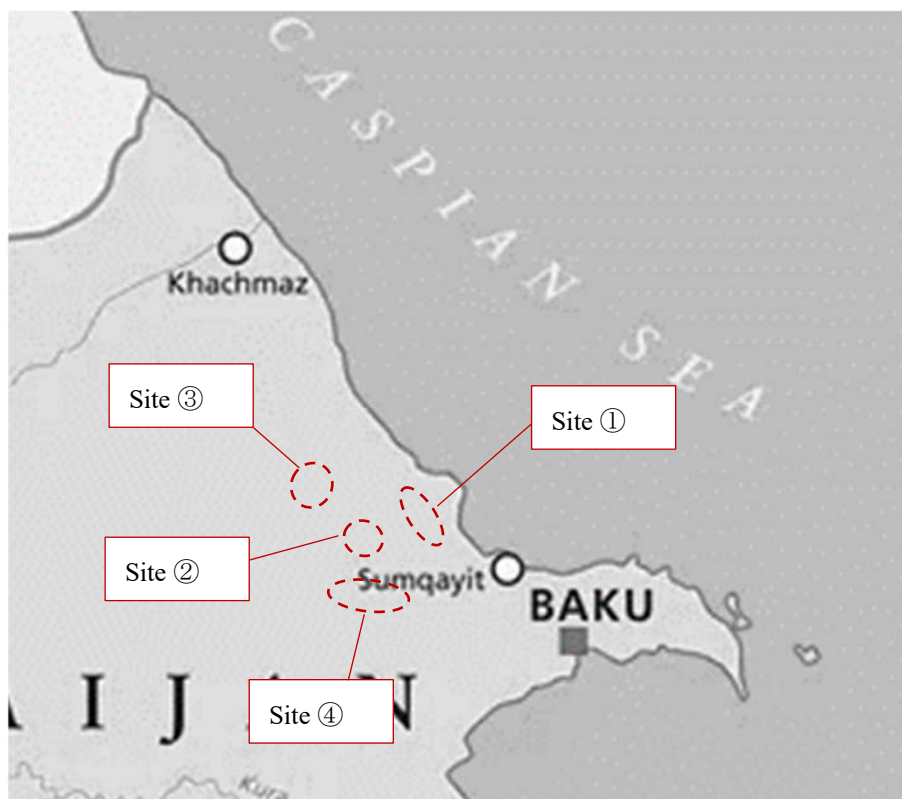 CASPIAN SEA
Khachmaz
Site ③
Site ①
Site ②
Sumqayit
BAKU
AIJAN
Site ④
Kura